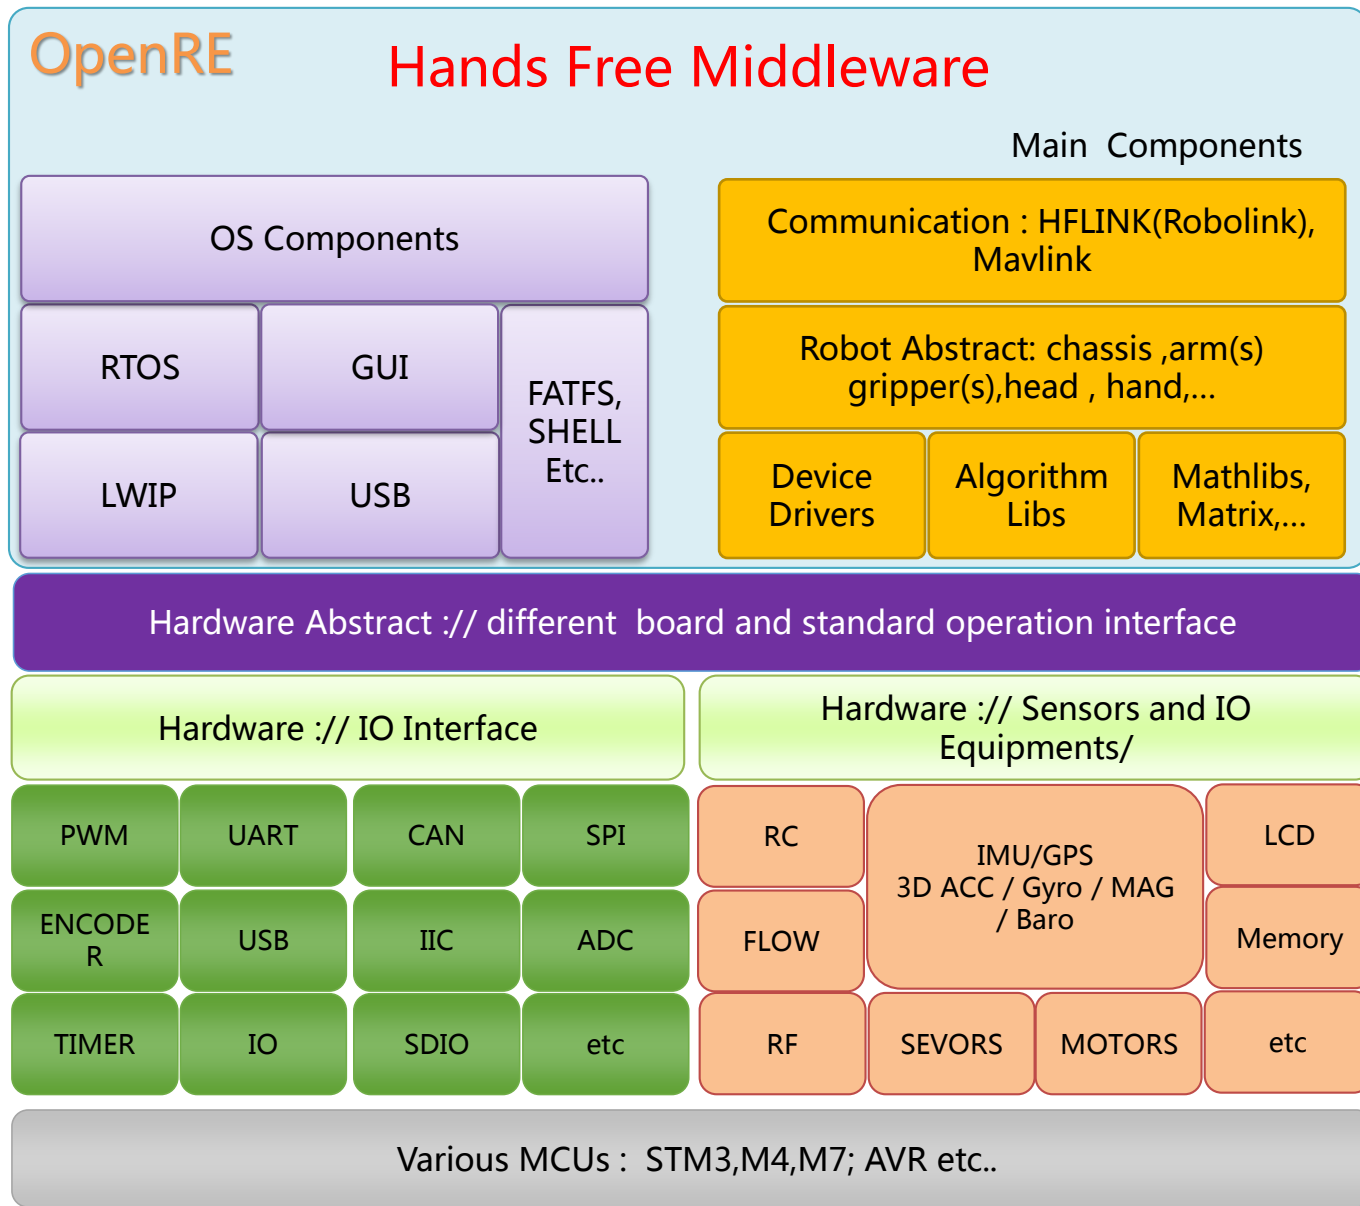 OpenRE
Hands Free Middleware
Main Components
OS Components
RTOS
GUI
FATFS,
SHELL
Etc..
LWIP
USB
Communication : HFLINK(Robolink),
Mavlink
Robot Abstract: chassis ,arm(s)
gripper(s),head , hand,...
Device
Drivers
Algorithm
Libs
Mathlibs,
Matrix,...
Hardware Abstract :// different board and standard operation interface
Hardware :// IO Interface
Hardware :// Sensors and IO
Equipments/
PWM
UART
CAN
SPI
ENCODE
R
USB
IIC
ADC
TIMER
IO
SDIO
etc
RC
IMU/GPS
3D ACC / Gyro / MAG
/ Baro
LCD
FLOW
Memory
RF
SEVORS
MOTORS
etc
Various MCUs : STM3,M4,M7; AVR etc..